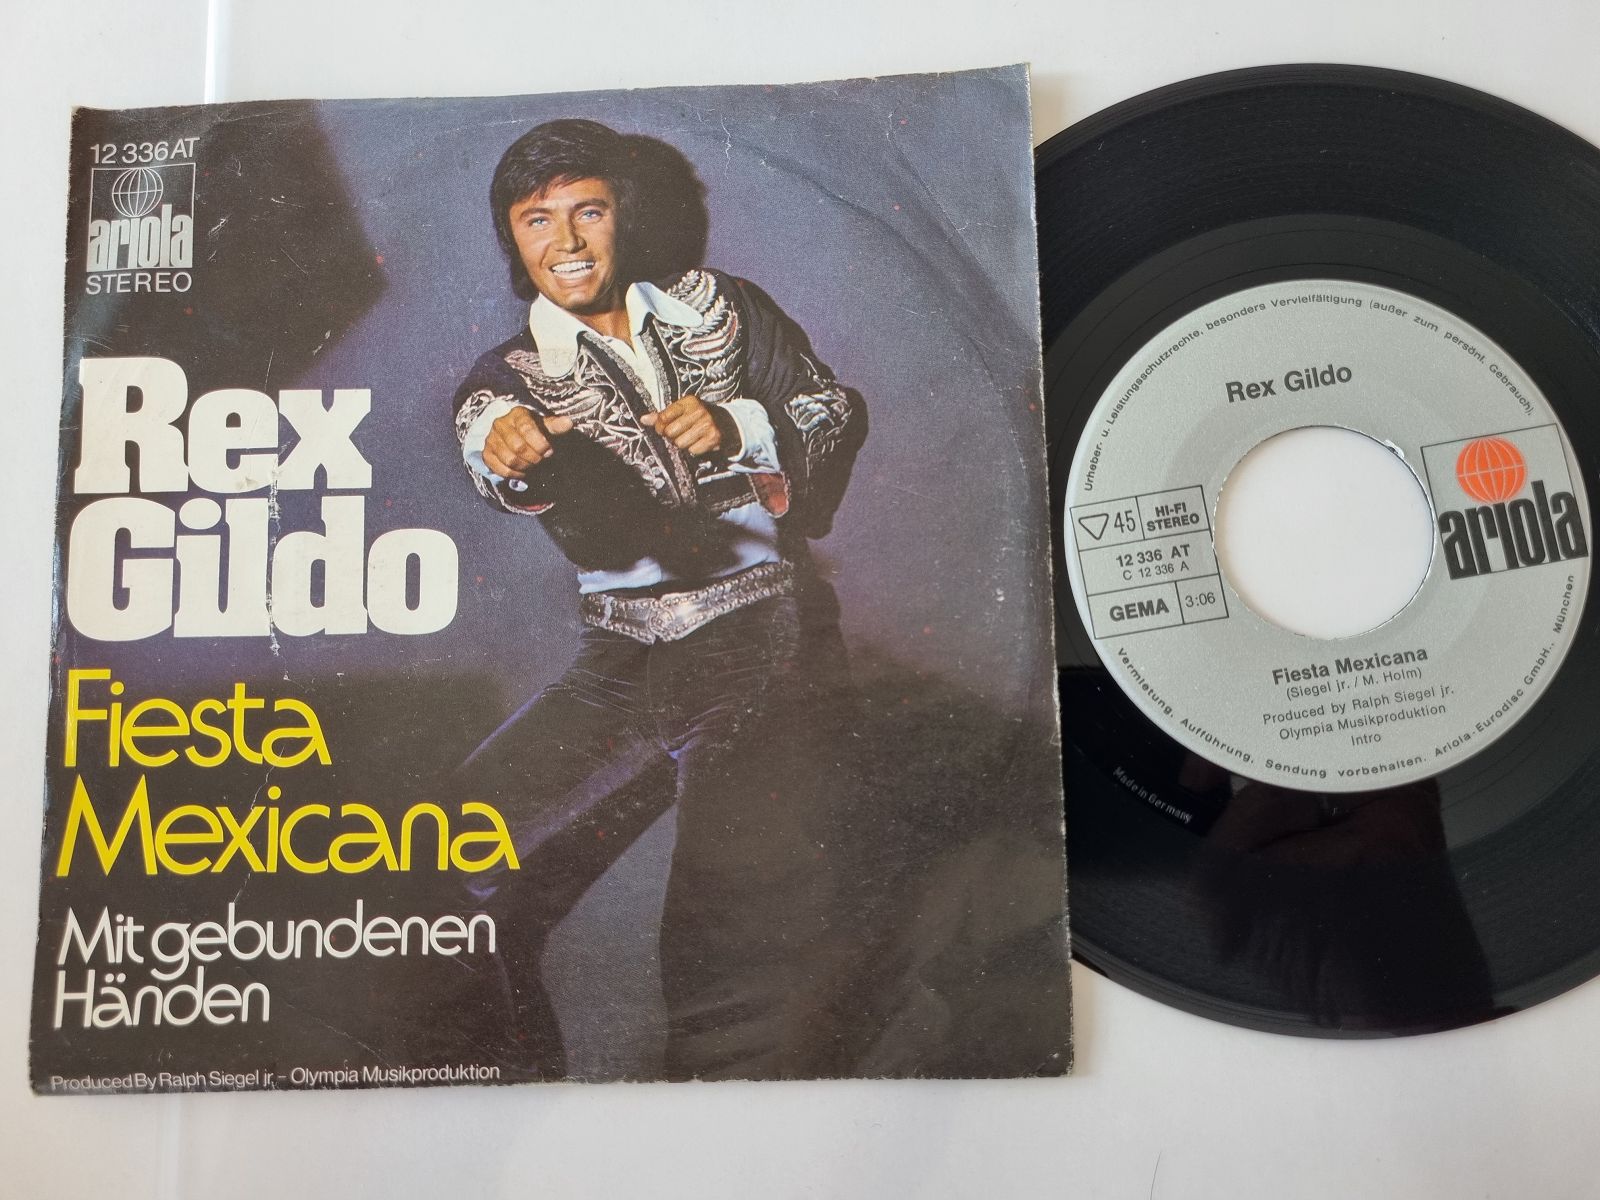 12 336 AT
ariola
STEREO
Rex
Gildo
Fiesta
Mexicana
Mit gebundenen
Händen
Produced By Ralph Siegel jr. – Olympia Musikproduktion
Urheber- u. Leistungsschutzrechte, besonders Vervielfältigung (außer zum persönl. Gebrauch),
Rex Gildo
ariola
45
HI-FI
STEREO
12 336 AT
C 12 336 A
GEMA
3:06
Fiesta Mexicana
(Siegel jr. / M. Holm)
Produced by Ralph Siegel jr.
Olympia Musikproduktion
Intro
Vermietung, Aufführung, Sendung vorbehalten. Ariola-Eurodisc GmbH., München
Made in Germany